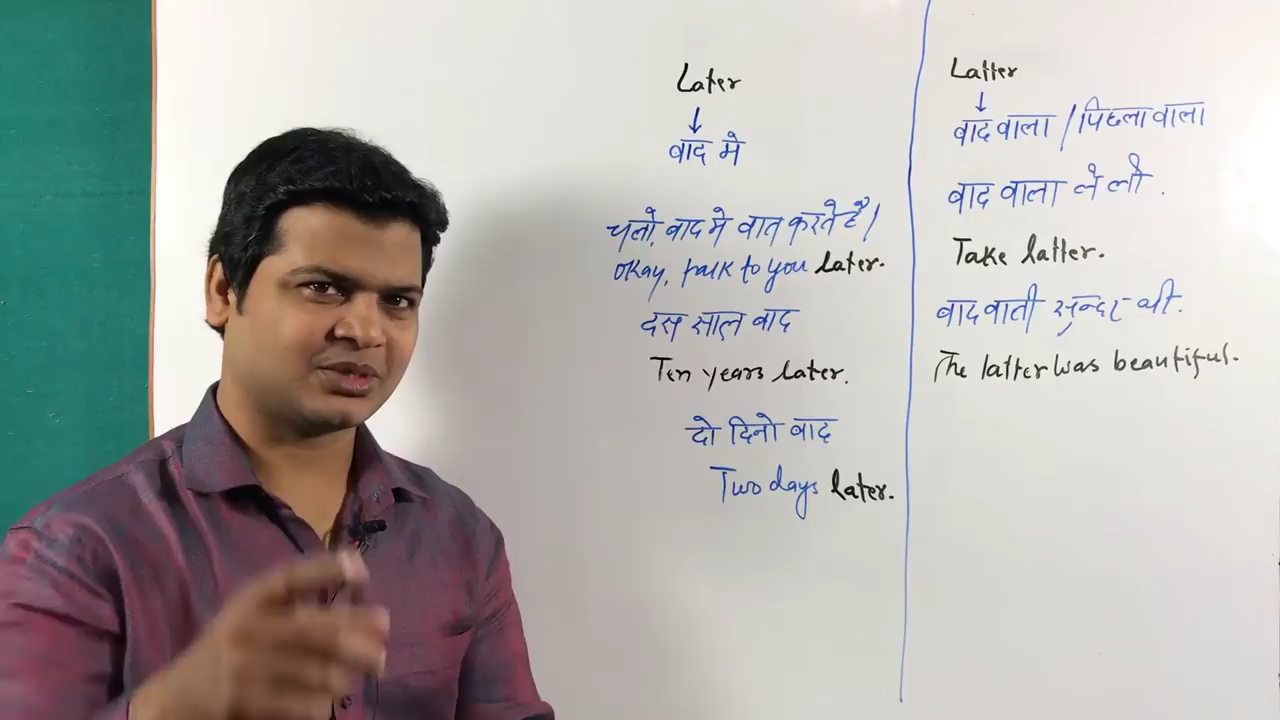 Later
↓
बाद मे
चलो, बाद मे बात करते है।
Okay, talk to you later.
दस साल बाद
Ten years later.
दो दिनो बाद
Two days later.
Latter
↓
बाद वाला / पिछला वाला
बाद वाला ले लो.
Take latter.
बाद वाली सुन्दर थी.
The latter was beautiful.